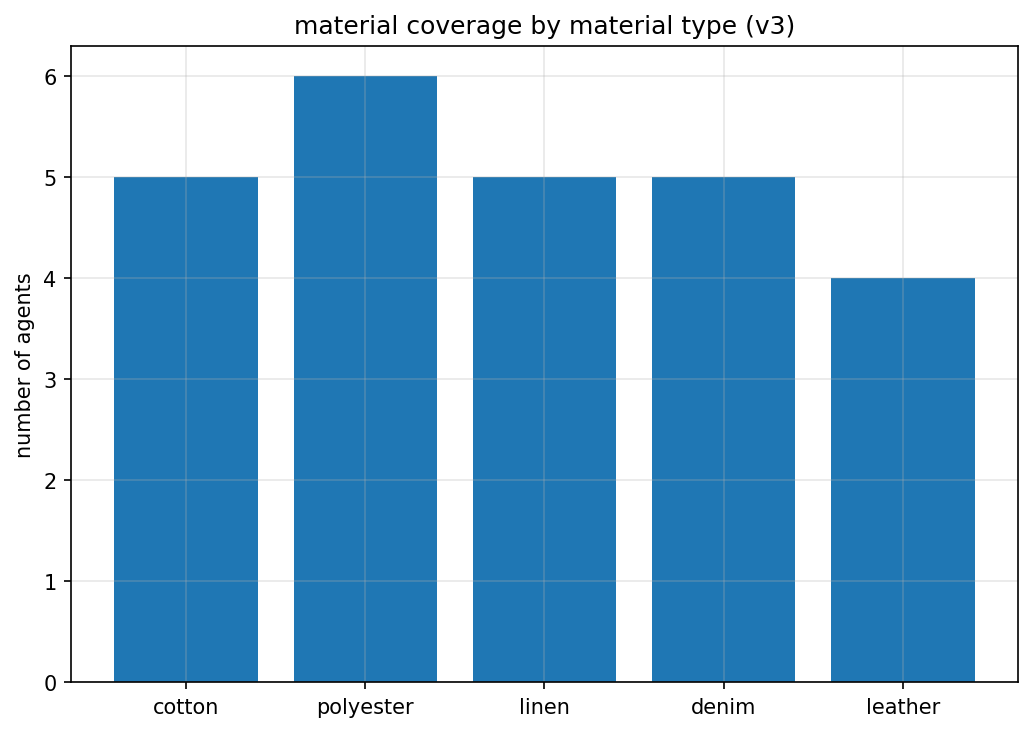 material coverage by material type (v3)
number of agents
6
5
4
3
2
1
0
cotton polyester linen denim leather